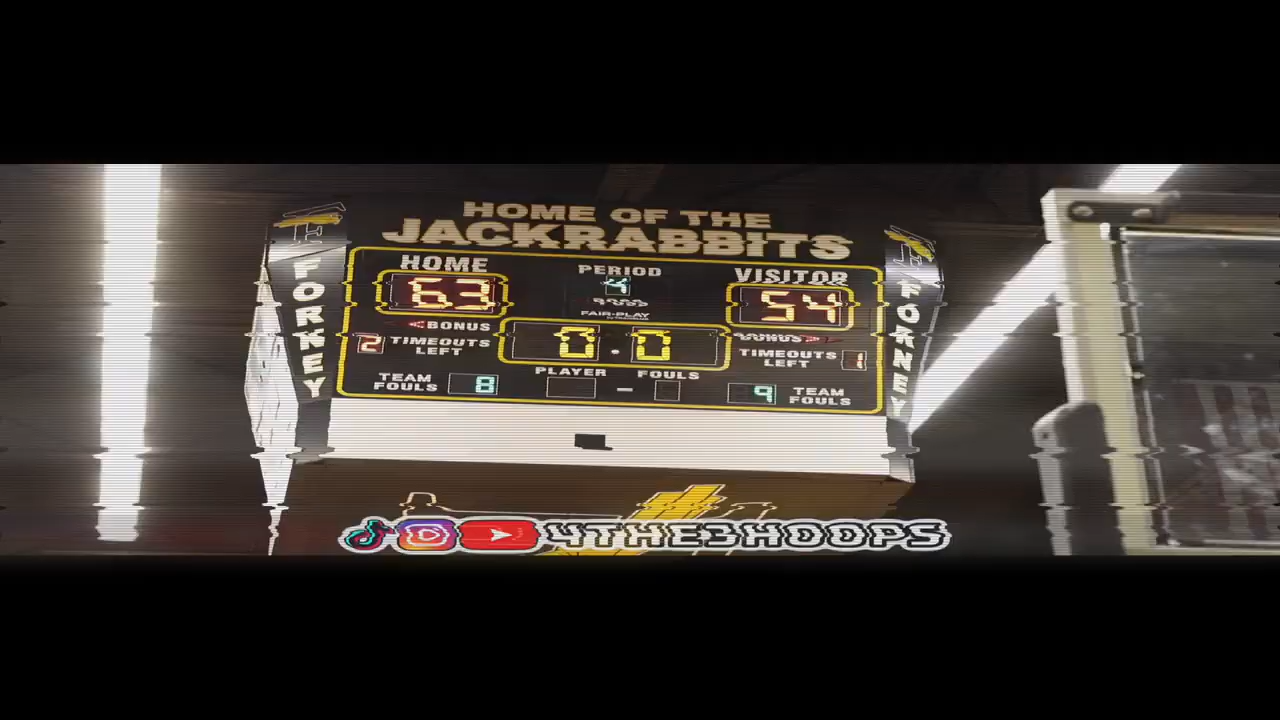 HOME OF THE
JACKRABBITS
FORNEY
HOME
63
PERIOD
4
VISITOR
54
FAIR-PLAY
BONUS
BONUS
2
TIMEOUTS
LEFT
0.0
TIMEOUTS
LEFT
1
TEAM
FOULS
8
PLAYER
-
FOULS
9
TEAM
FOULS
FORNEY
4THE3HOOPS